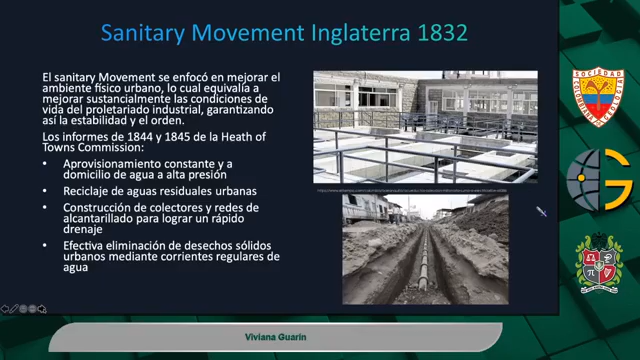 Sanitary Movement Inglaterra 1832
El sanitary Movement se enfocó en mejorar el
ambiente físico urbano, lo cual equivalía a
mejorar sustancialmente las condiciones de
vida del proletariado industrial, garantizando
así la estabilidad y el orden.
Los informes de 1844 y 1845 de la Heath of
Towns Commission:
• Aprovisionamiento constante y a
domicilio de agua a alta presión
• Reciclaje de aguas residuales urbanas
• Construcción de colectores y redes de
alcantarillado para lograr un rápido
drenaje
• Efectiva eliminación de desechos sólidos
urbanos mediante corrientes regulares de
agua
SOCIEDAD
COLOMBIANA
G
Viviana Guarín